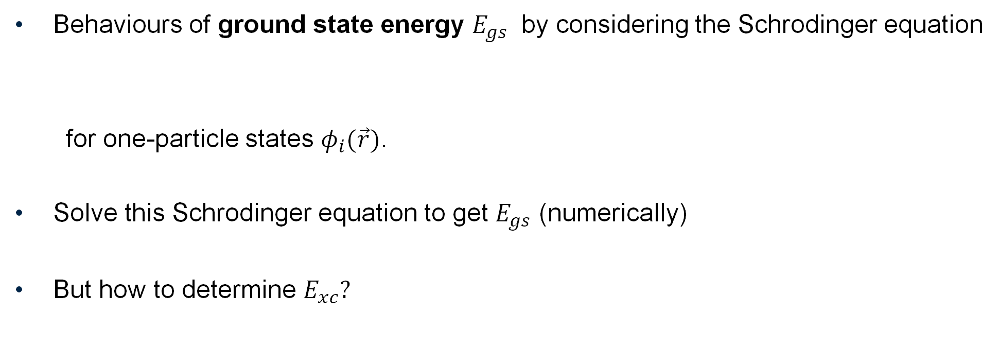 • Behaviours of ground state energy $E_{gs}$ by considering the Schrodinger equation
for one-particle states $\phi_i(\vec{r})$.
• Solve this Schrodinger equation to get $E_{gs}$ (numerically)
• But how to determine $E_{xc}$?